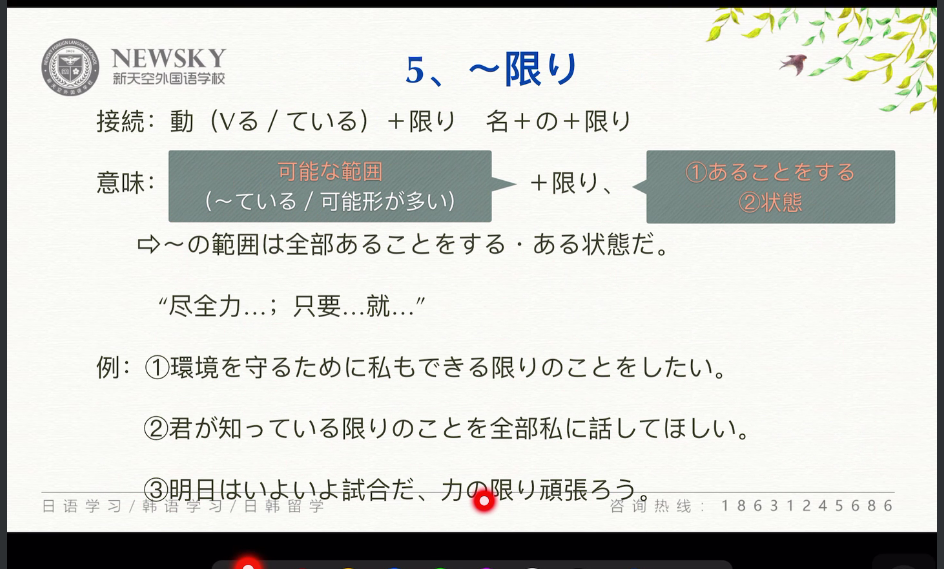 NEWSKY
新天空外国语学校
5、～限り
接続：動（Vる / ている）＋限り　名＋の＋限り
意味：
可能な範囲
（～ている / 可能形が多い）
＋限り、
①あることをする
②状態
⇨～の範囲は全部あることをする・ある状態だ。
“尽全力…；只要…就…”
例：①環境を守るために私もできる限りのことをしたい。
②君が知っている限りのことを全部私に話してほしい。
③明日はいよいよ試合だ、力の限り頑張ろう。
日语学习/韩语学习/日韩留学
咨询热线：18631245686